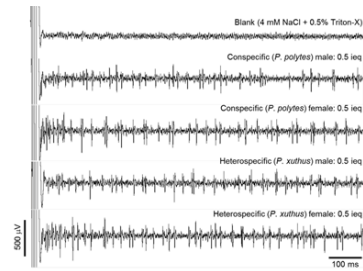 Blank (4 mM NaCl + 0.5% Triton-X)
Conspecific (P. polytes) male: 0.5 ieq
Conspecific (P. polytes) female: 0.5 ieq
Heterospecific (P. xuthus) male: 0.5 ieq
Heterospecific (P. xuthus) female: 0.5 ieq
500 µV
100 ms